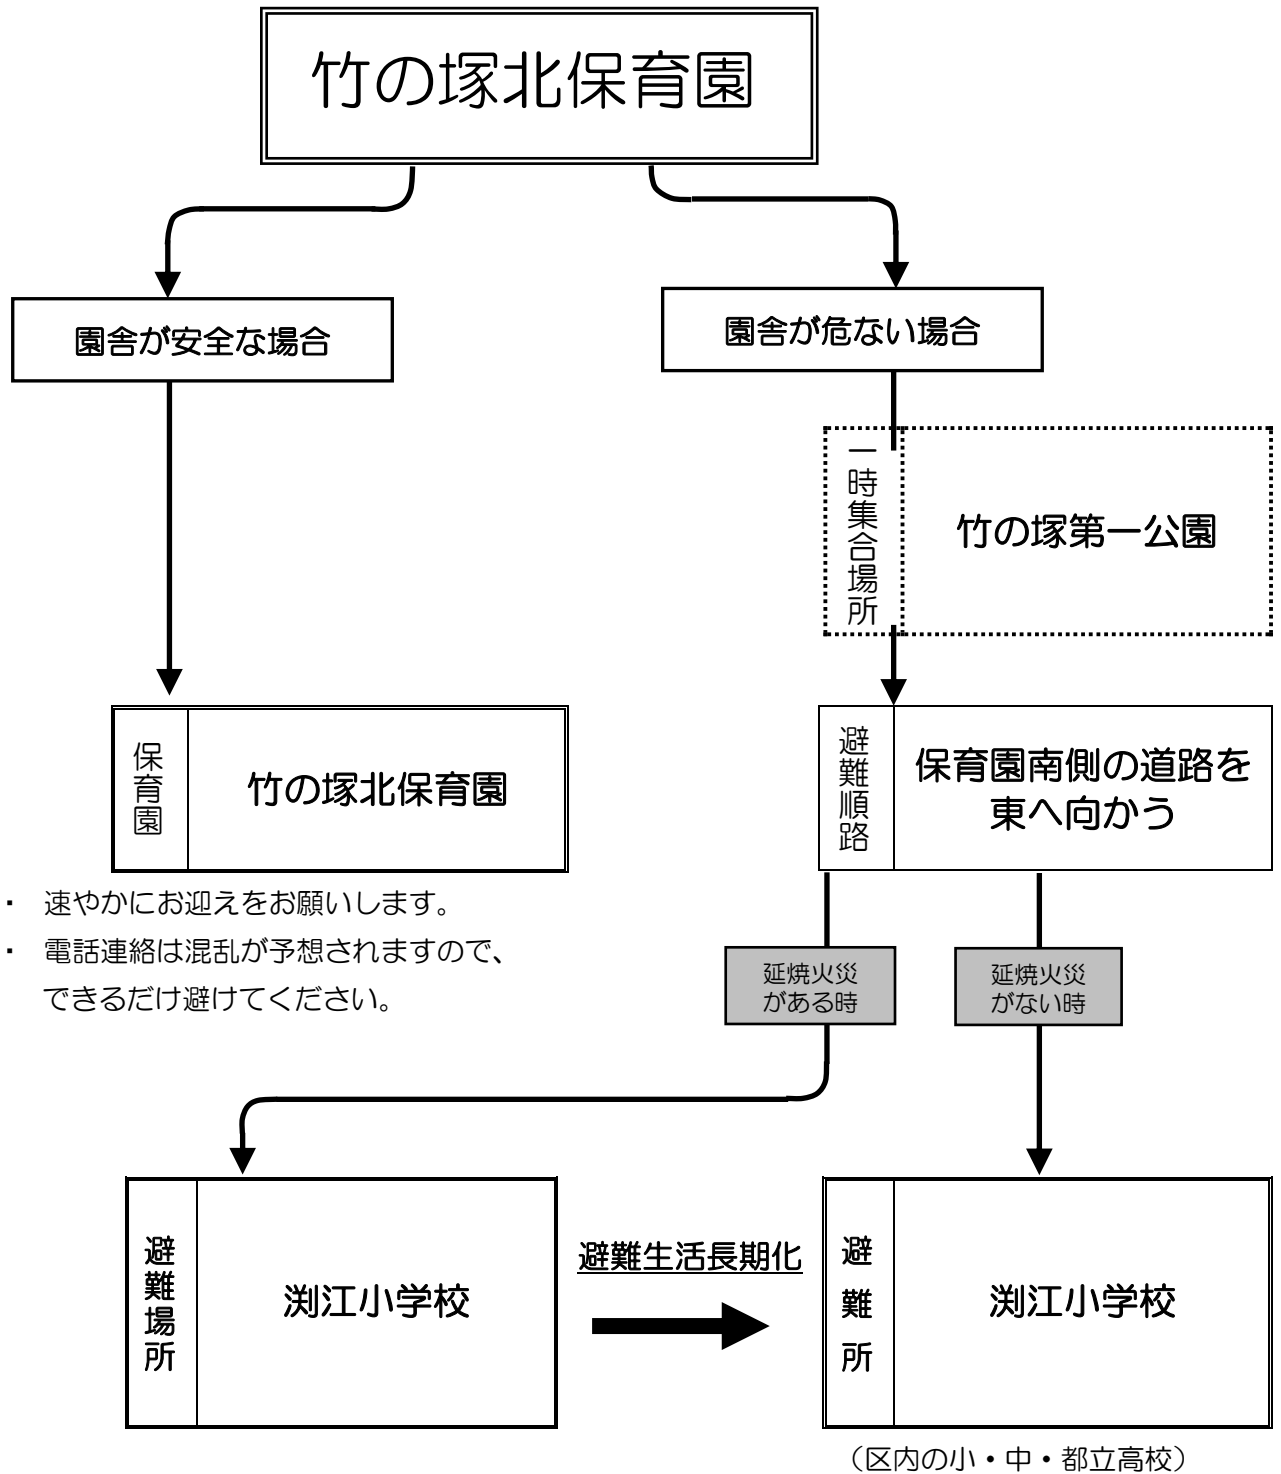 竹の塚北保育園
園舎が安全な場合
園舎が危ない場合
一時集合場所
竹の塚第一公園
保育園
竹の塚北保育園
避難順路
保育園南側の道路を
東へ向かう
・ 速やかにお迎えをお願いします。
・ 電話連絡は混乱が予想されますので、
できるだけ避けてください。
延焼火災
がある時
延焼火災
がない時
避難場所
渕江小学校
避難生活長期化
避難所
渕江小学校
（区内の小・中・都立高校）